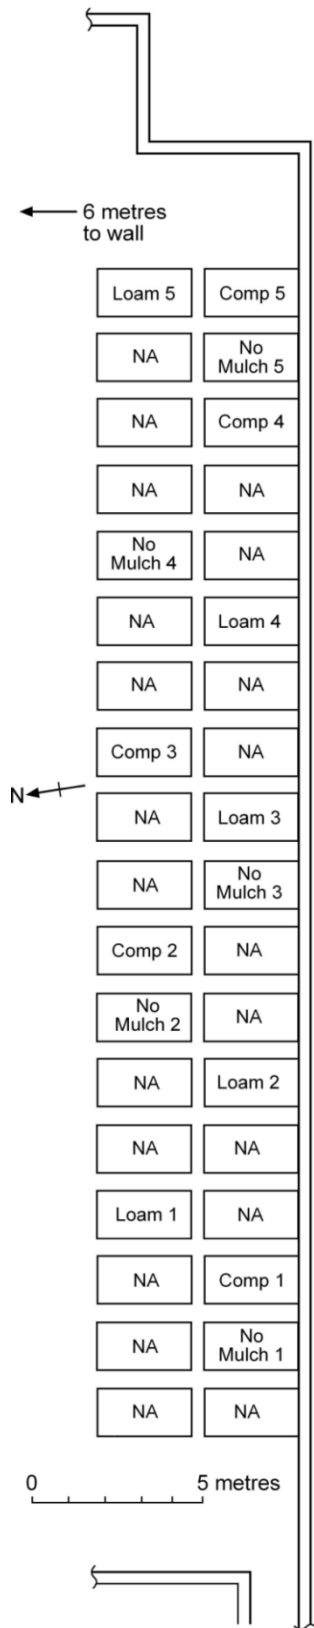 6 metres
to wall
Loam 5
Comp 5
NA
No
Mulch 5
NA
Comp 4
NA
NA
No
Mulch 4
NA
NA
Loam 4
NA
NA
Comp 3
NA
N
NA
Loam 3
NA
No
Mulch 3
Comp 2
NA
No
Mulch 2
NA
NA
Loam 2
NA
NA
Loam 1
NA
NA
Comp 1
NA
No
Mulch 1
NA
NA
0
5 metres